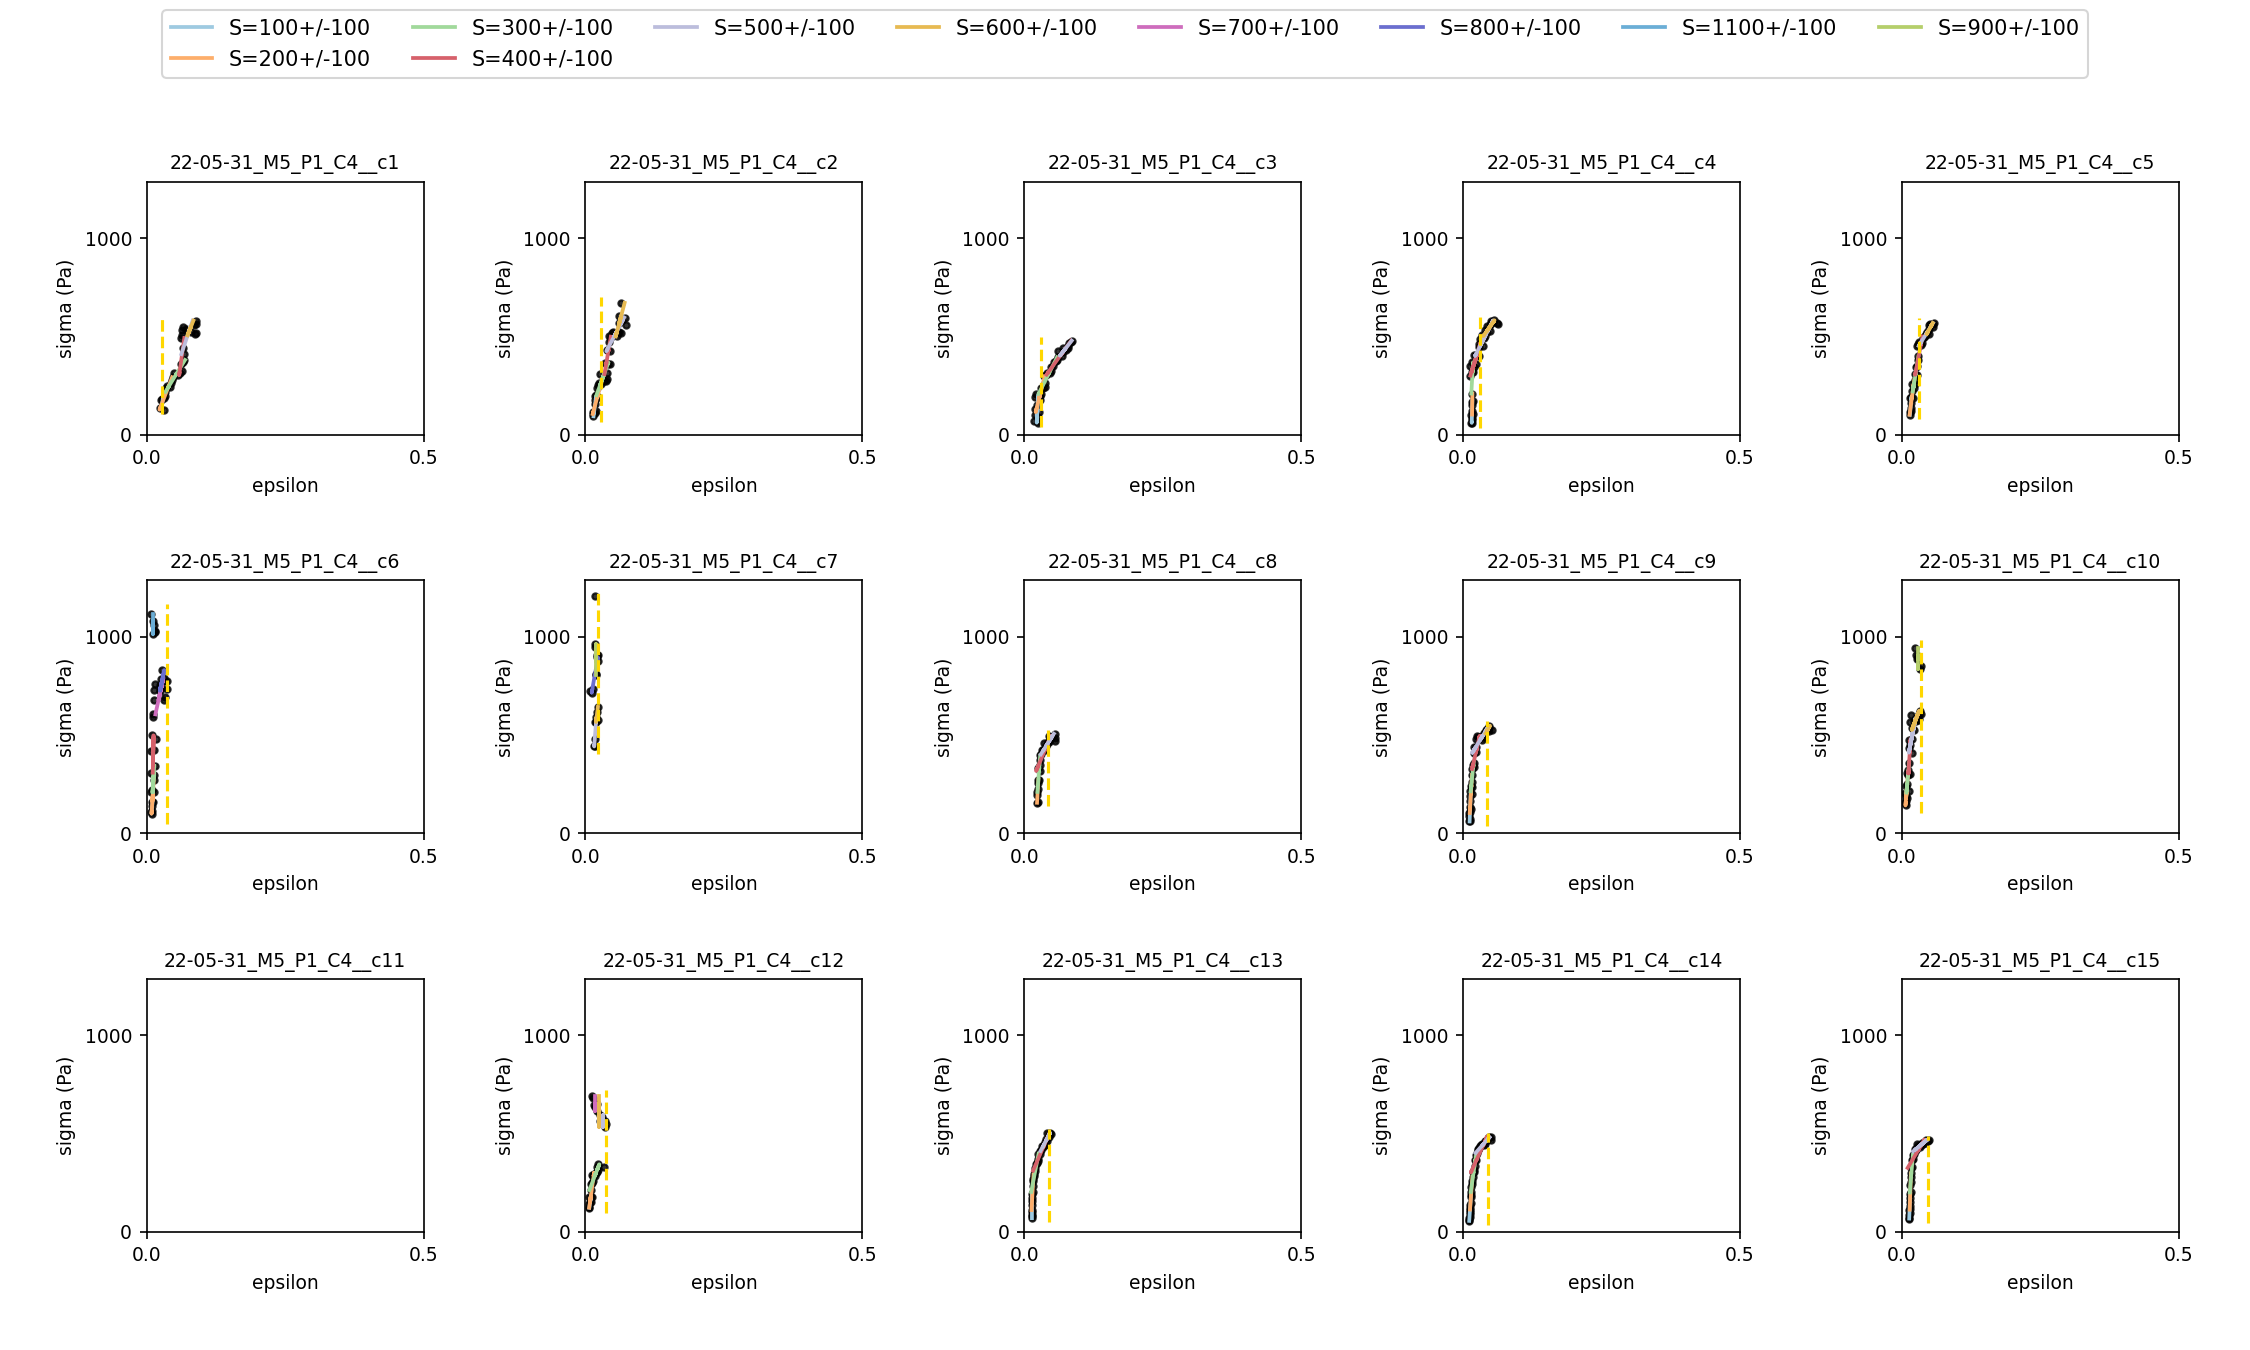 S=100+/-100 S=300+/-100 S=500+/-100 S=600+/-100 S=700+/-100 S=800+/-100 S=1100+/-100 S=900+/-100
S=200+/-100 S=400+/-100
22-05-31_M5_P1_C4__c1
1000
0
sigma (Pa)
0.0 0.5
epsilon
22-05-31_M5_P1_C4__c2
1000
0
sigma (Pa)
0.0 0.5
epsilon
22-05-31_M5_P1_C4__c3
1000
0
sigma (Pa)
0.0 0.5
epsilon
22-05-31_M5_P1_C4__c4
1000
0
sigma (Pa)
0.0 0.5
epsilon
22-05-31_M5_P1_C4__c5
1000
0
sigma (Pa)
0.0 0.5
epsilon
22-05-31_M5_P1_C4__c6
1000
0
sigma (Pa)
0.0 0.5
epsilon
22-05-31_M5_P1_C4__c7
1000
0
sigma (Pa)
0.0 0.5
epsilon
22-05-31_M5_P1_C4__c8
1000
0
sigma (Pa)
0.0 0.5
epsilon
22-05-31_M5_P1_C4__c9
1000
0
sigma (Pa)
0.0 0.5
epsilon
22-05-31_M5_P1_C4__c10
1000
0
sigma (Pa)
0.0 0.5
epsilon
22-05-31_M5_P1_C4__c11
1000
0
sigma (Pa)
0.0 0.5
epsilon
22-05-31_M5_P1_C4__c12
1000
0
sigma (Pa)
0.0 0.5
epsilon
22-05-31_M5_P1_C4__c13
1000
0
sigma (Pa)
0.0 0.5
epsilon
22-05-31_M5_P1_C4__c14
1000
0
sigma (Pa)
0.0 0.5
epsilon
22-05-31_M5_P1_C4__c15
1000
0
sigma (Pa)
0.0 0.5
epsilon